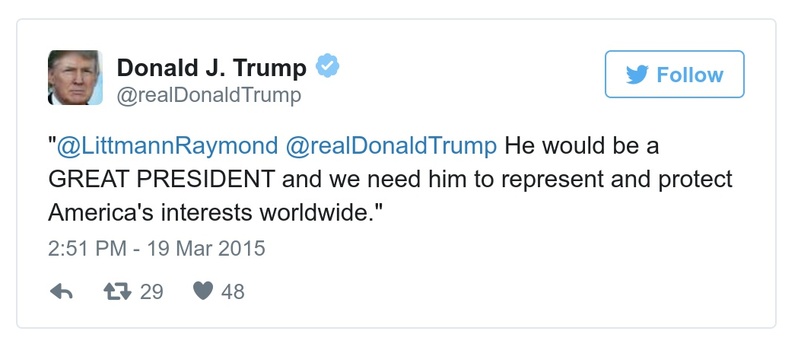 Donald J. Trump
@realDonaldTrump
Follow
"@LittmannRaymond @realDonaldTrump He would be a
GREAT PRESIDENT and we need him to represent and protect
America's interests worldwide."
2:51 PM - 19 Mar 2015
29 48